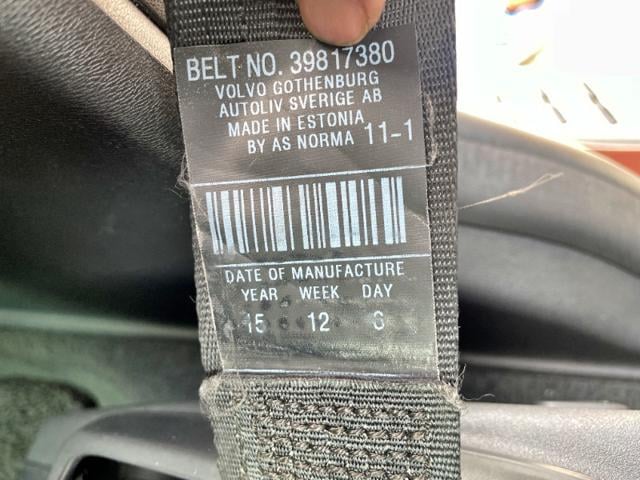 BELT NO. 39817380
VOLVO GOTHENBURG
AUTOLIV SVERIGE AB
MADE IN ESTONIA
BY AS NORMA 11-1
DATE OF MANUFACTURE
YEAR WEEK DAY
15 12 6